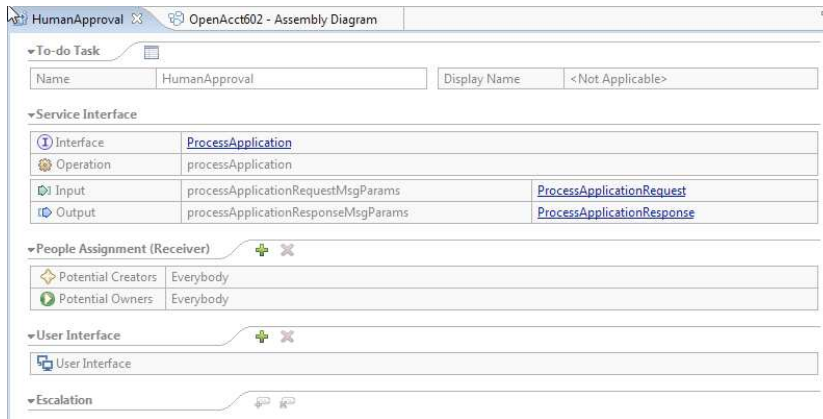 HumanApproval OpenAcct602 - Assembly Diagram
To-do Task
Name HumanApproval Display Name <Not Applicable>
Service Interface
Interface ProcessApplication
Operation processApplication
Input processApplicationRequestMsgParams ProcessApplicationRequest
Output processApplicationResponseMsgParams ProcessApplicationResponse
People Assignment (Receiver)
Potential Creators Everybody
Potential Owners Everybody
User Interface
User Interface
Escalation